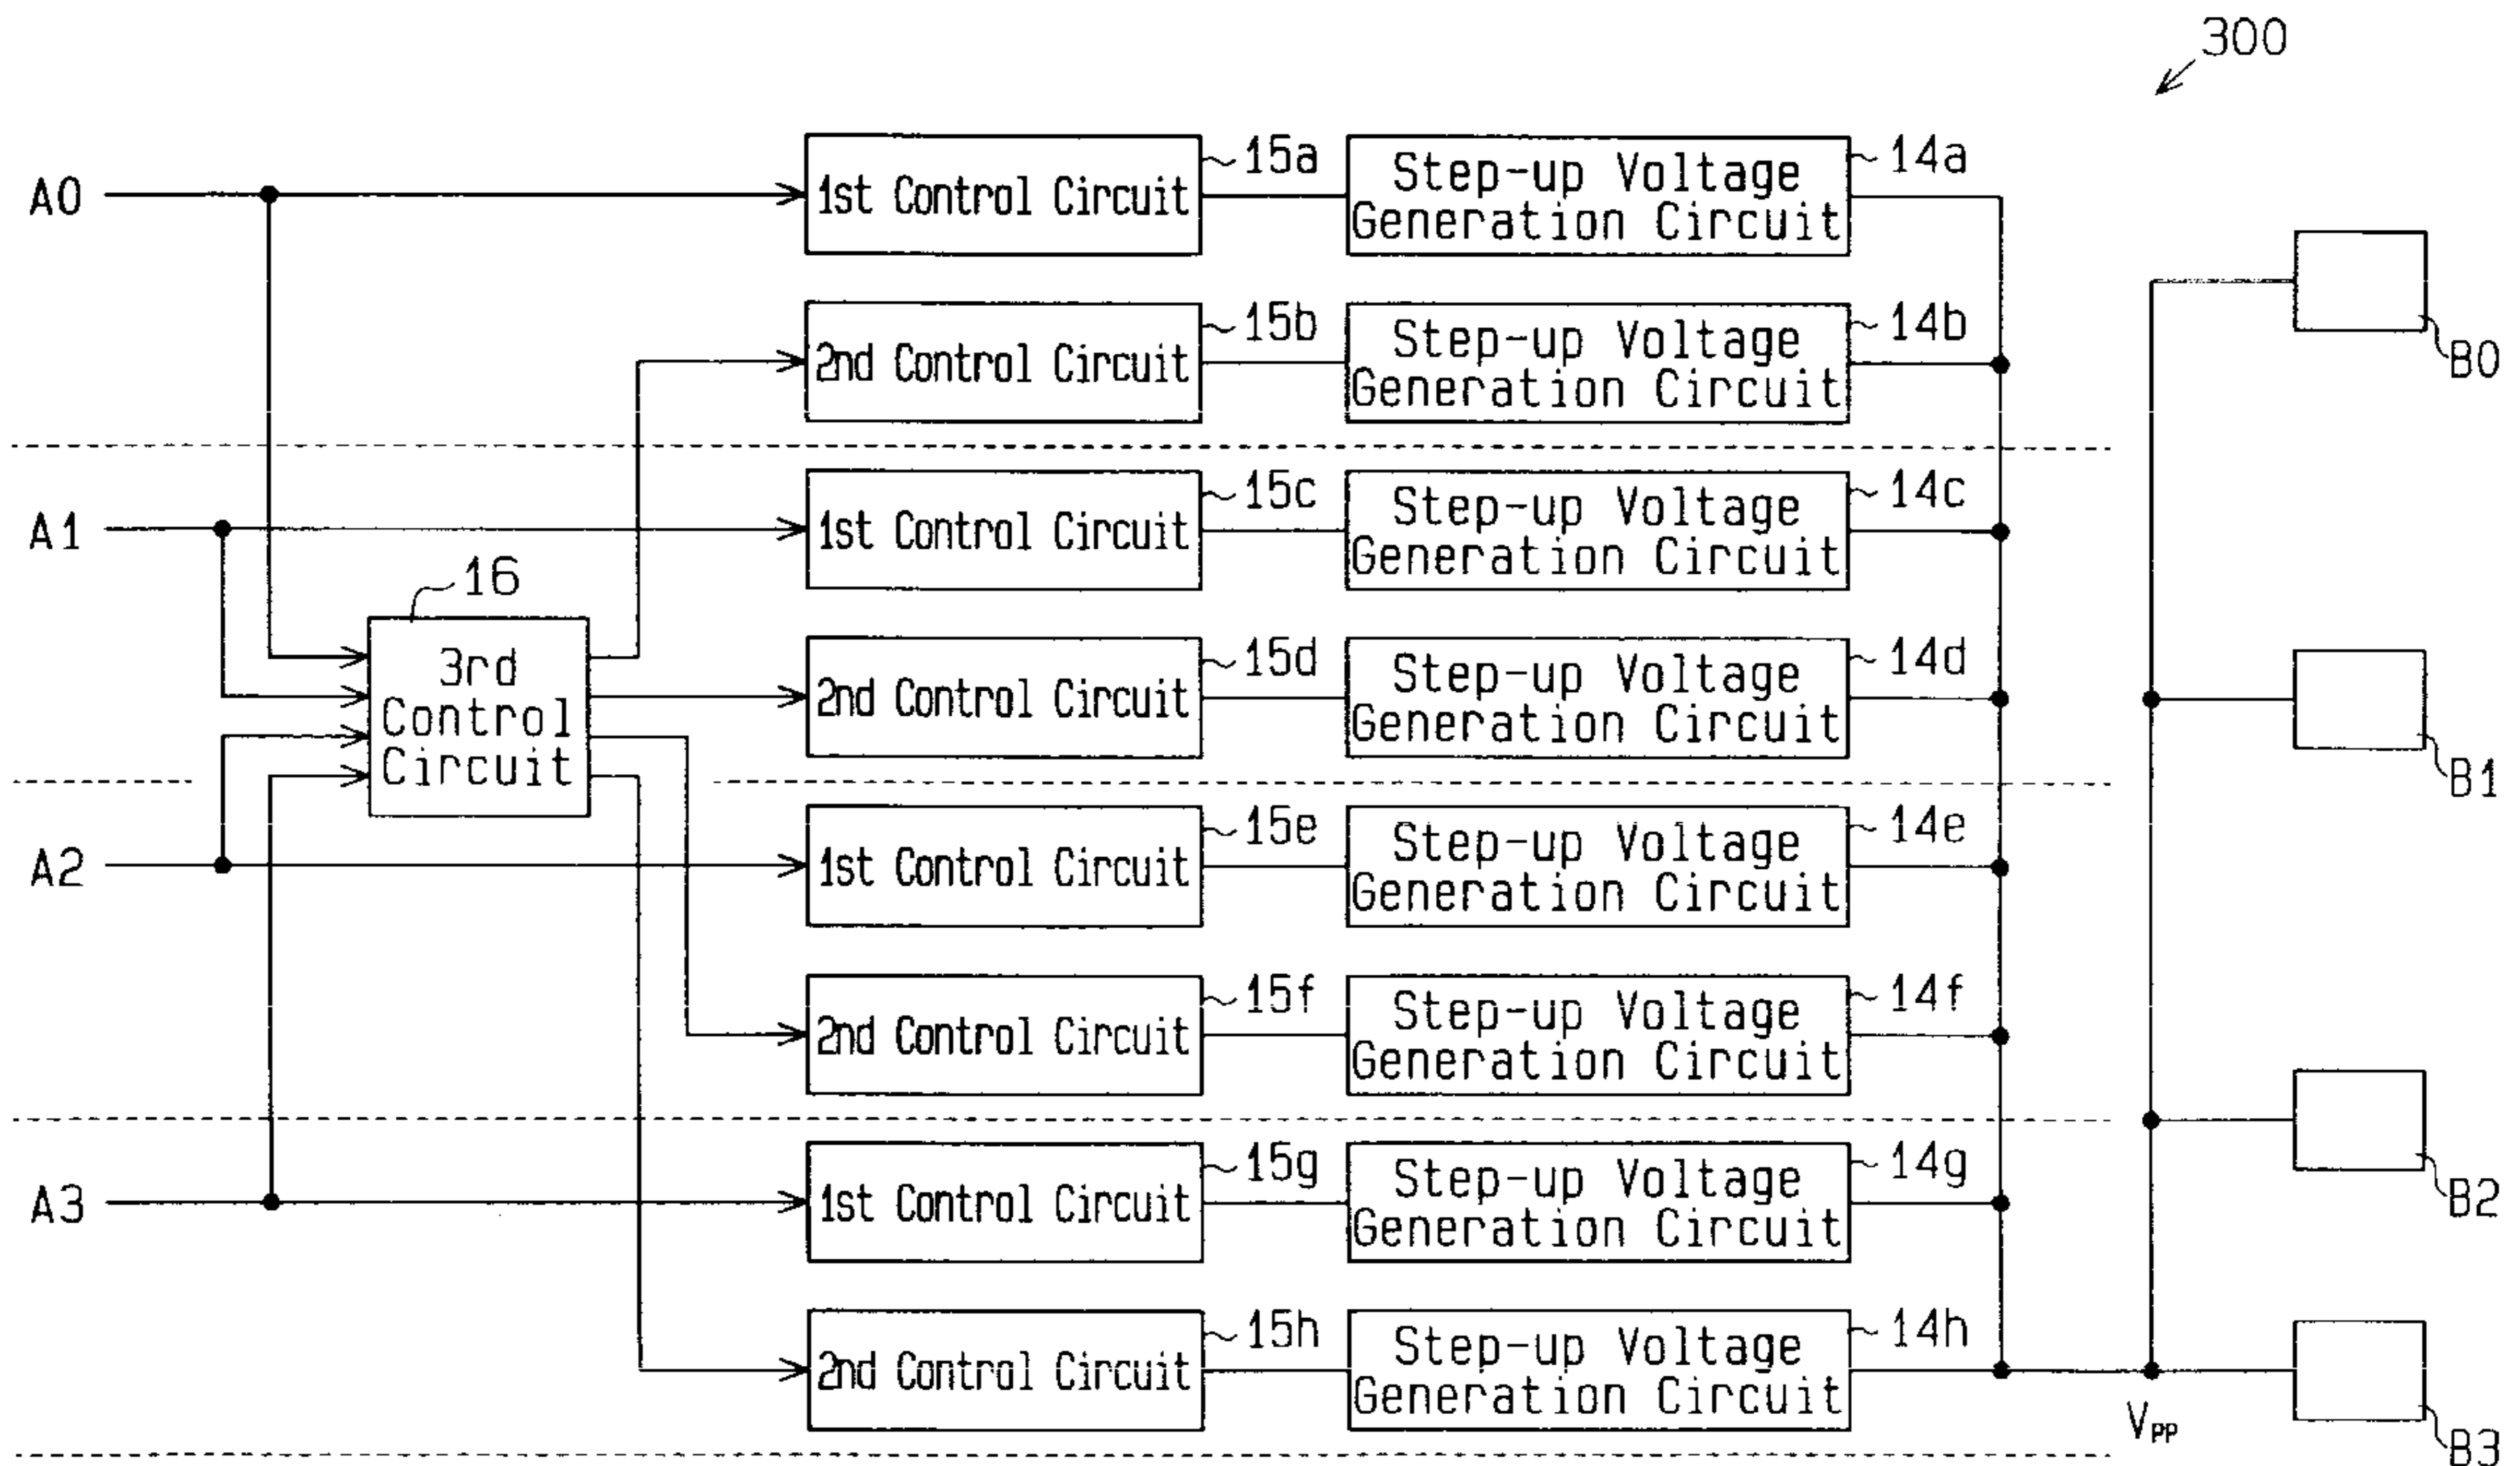 300
A0
1st Control Circuit
15a
Step-up Voltage
Generation Circuit
14a
2nd Control Circuit
15b
Step-up Voltage
Generation Circuit
14b
B0
A1
1st Control Circuit
15c
Step-up Voltage
Generation Circuit
14c
16
3rd
Control
Circuit
2nd Control Circuit
15d
Step-up Voltage
Generation Circuit
14d
B1
A2
1st Control Circuit
15e
Step-up Voltage
Generation Circuit
14e
2nd Control Circuit
15f
Step-up Voltage
Generation Circuit
14f
A3
1st Control Circuit
15g
Step-up Voltage
Generation Circuit
14g
B2
2nd Control Circuit
15h
Step-up Voltage
Generation Circuit
14h
VPP
B3